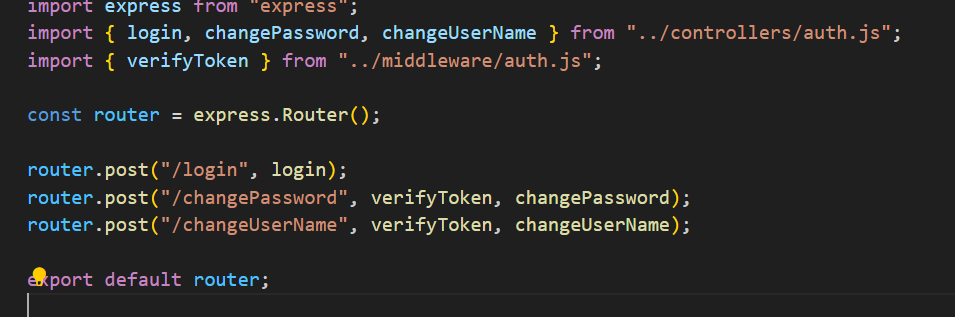 import express from "express";
import { login, changePassword, changeUserName } from "../controllers/auth.js";
import { verifyToken } from "../middleware/auth.js";
const router = express.Router();
router.post("/login", login);
router.post("/changePassword", verifyToken, changePassword);
router.post("/changeUserName", verifyToken, changeUserName);
export default router;